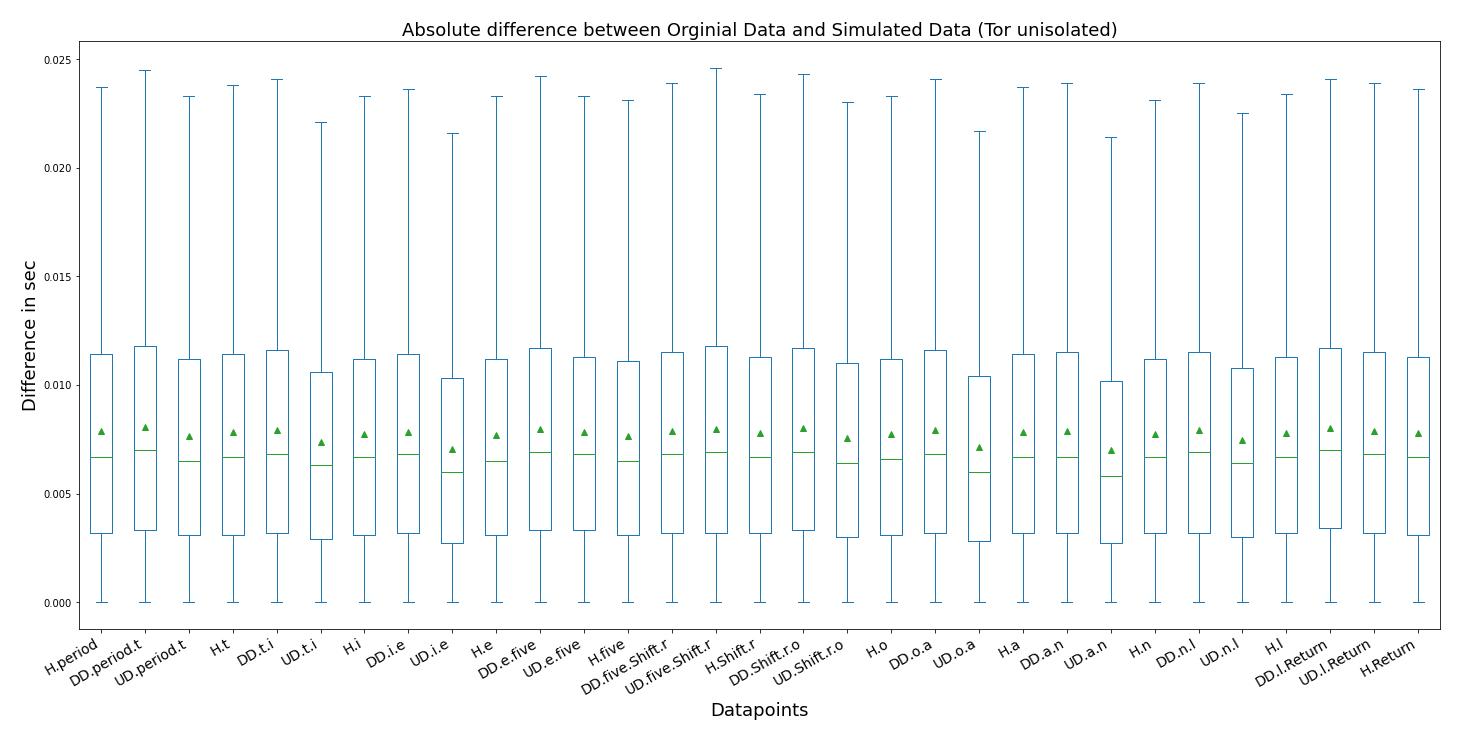 Absolute difference between Orginial Data and Simulated Data (Tor unisolated)
0.025
0.020
0.015
0.010
0.005
0.000
Difference in sec
H.period
DD.period.t
UD.period.t
H.t
DD.t.i
UD.t.i
H.i
DD.i.e
UD.i.e
H.e
DD.e.five
UD.e.five
H.five
DD.five.Shift.r
UD.five.Shift.r
H.Shift.r
DD.Shift.r.o
UD.Shift.r.o
H.o
DD.o.a
UD.o.a
H.a
DD.a.n
UD.a.n
H.n
DD.n.l
UD.n.l
H.l
DD.l.Return
UD.l.Return
H.Return
Datapoints